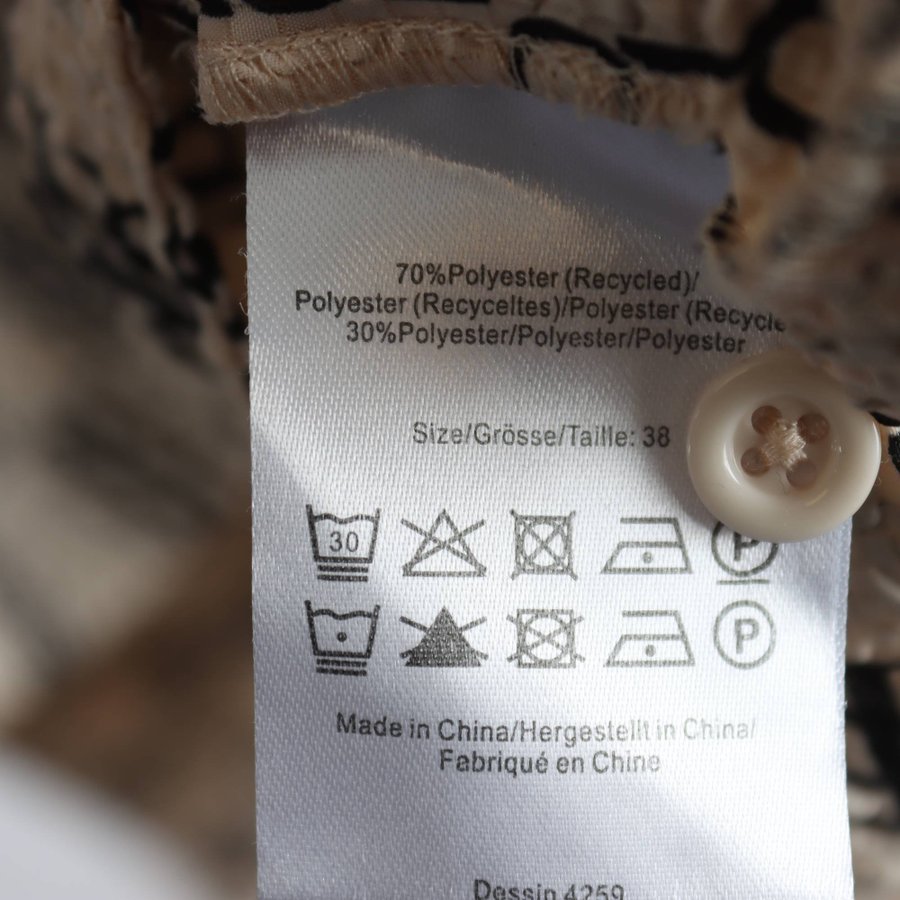 70%Polyester (Recycled)/
Polyester (Recyceltes)/Polyester (Recycle
30%Polyester/Polyester/Polyester
Size/Grösse/Taille: 38
30
P
P
Made in China/Hergestellt in China/
Fabriqué en Chine
Dessin 4259